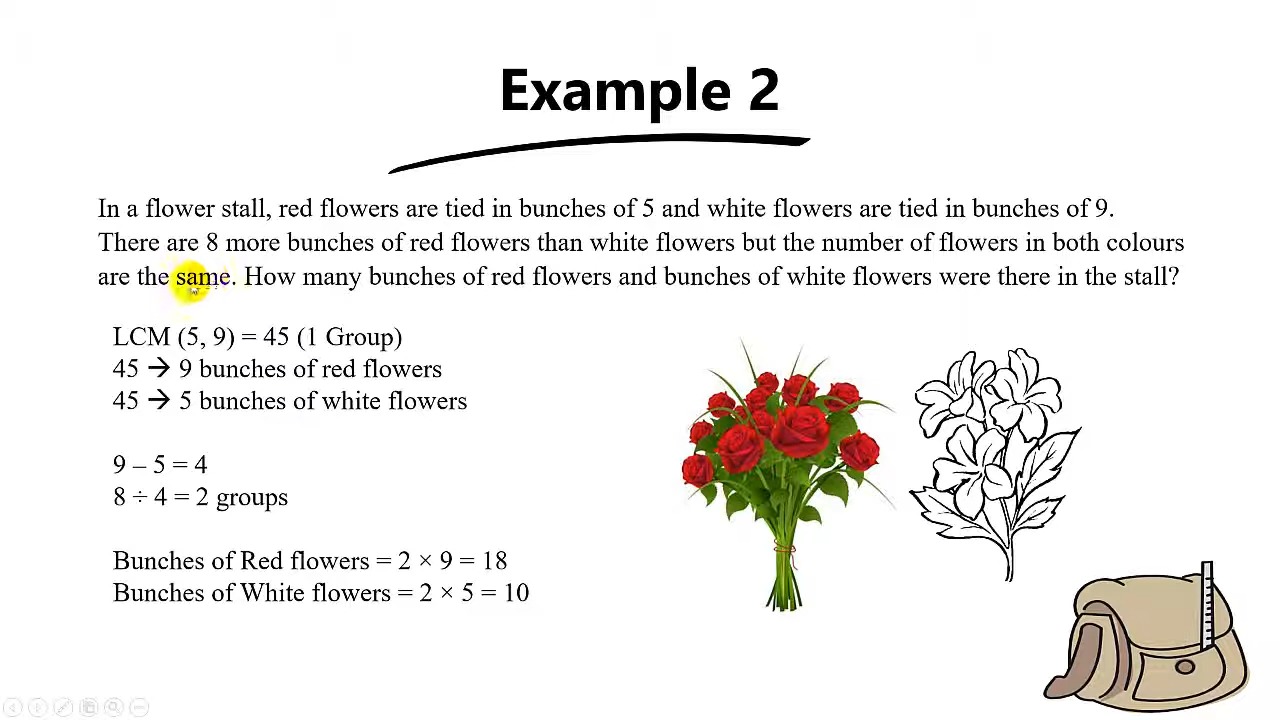 Example 2
In a flower stall, red flowers are tied in bunches of 5 and white flowers are tied in bunches of 9.
There are 8 more bunches of red flowers than white flowers but the number of flowers in both colours
are the same. How many bunches of red flowers and bunches of white flowers were there in the stall?
LCM (5, 9) = 45 (1 Group)
45 → 9 bunches of red flowers
45 → 5 bunches of white flowers
9 – 5 = 4
8 ÷ 4 = 2 groups
Bunches of Red flowers = 2 × 9 = 18
Bunches of White flowers = 2 × 5 = 10